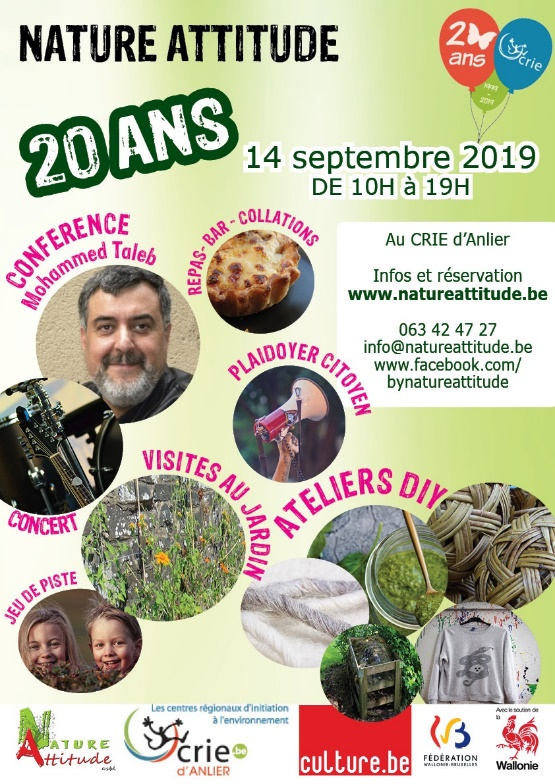 NATURE ATTITUDE
20 ans
crie
1999 - 2019
20 ANS
14 septembre 2019
DE 10H à 19H
CONFERENCE
Mohammed Taleb
REPAS- BAR - COLLATIONS
Au CRIE d'Anlier
Infos et réservation
www.natureattitude.be
063 42 47 27
info@natureattitude.be
www.facebook.com/
bynatureattitude
PLAIDOYER CITOYEN
VISITES AU JARDIN
ATELIERS DIY
CONCERT
JEU DE PISTE
Nature
Attitude
asbl
Les centres régionaux d'initiation
à l'environnement
crie.be
D'ANLIER
culture.be
FÉDÉRATION
WALLONIE-BRUXELLES
Avec le soutien de
la
Wallonie